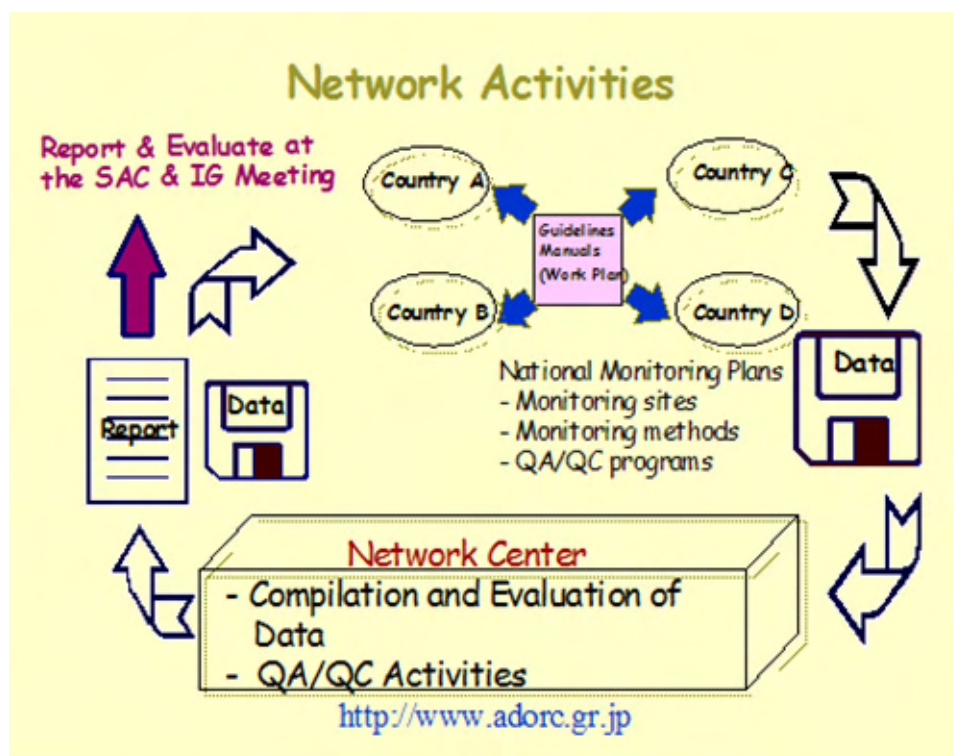 Network Activities
Report & Evaluate at
the SAC & IG Meeting
Country A
Country C
Guidelines
Manuals
(Work Plan)
Country B
Country D
National Monitoring Plans
- Monitoring sites
- Monitoring methods
- QA/QC programs
Data
Report
Data
Network Center
- Compilation and Evaluation of
Data
- QA/QC Activities
http://www.adorc.gr.jp